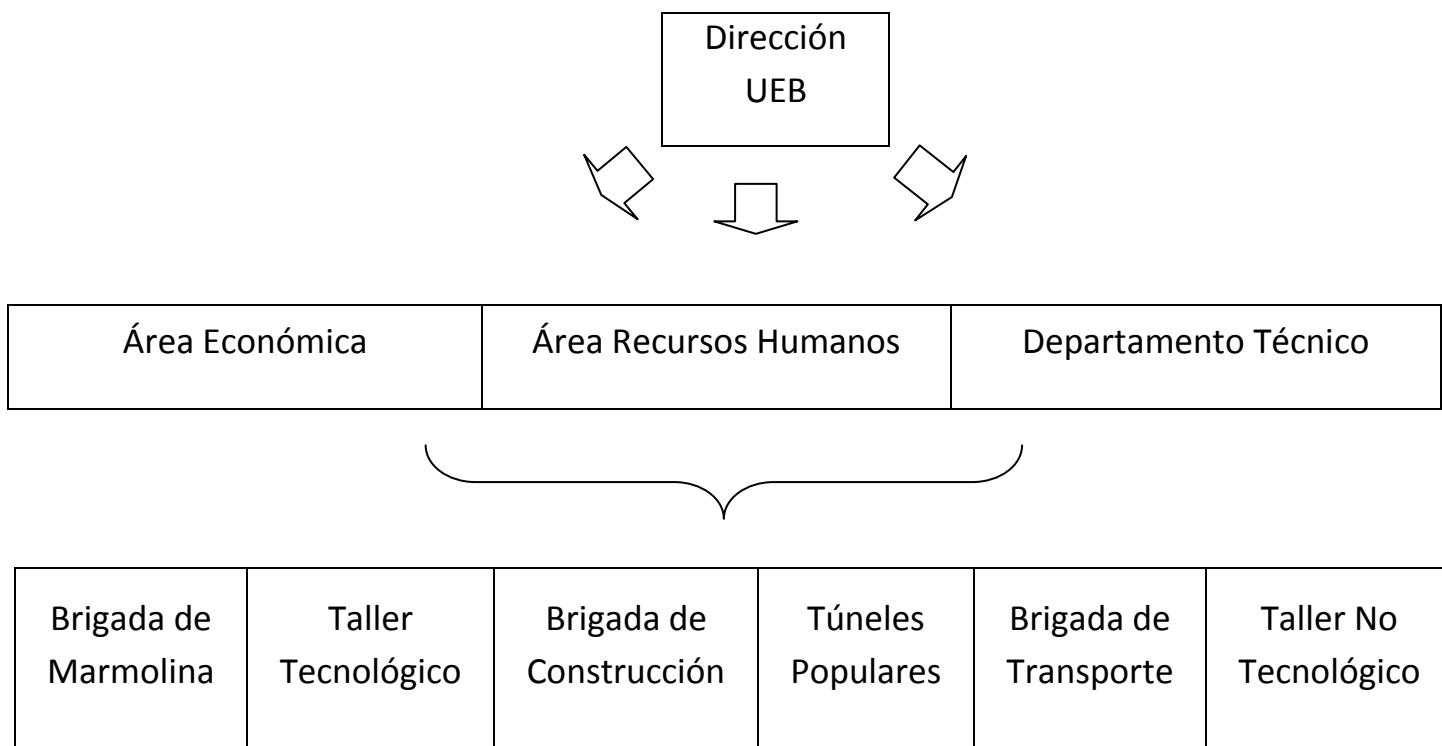 Dirección
UEB
Área Económica
Área Recursos Humanos
Departamento Técnico
Brigada de
Marmolina
Taller
Tecnológico
Brigada de
Construcción
Túneles
Populares
Brigada de
Transporte
Taller No
Tecnológico